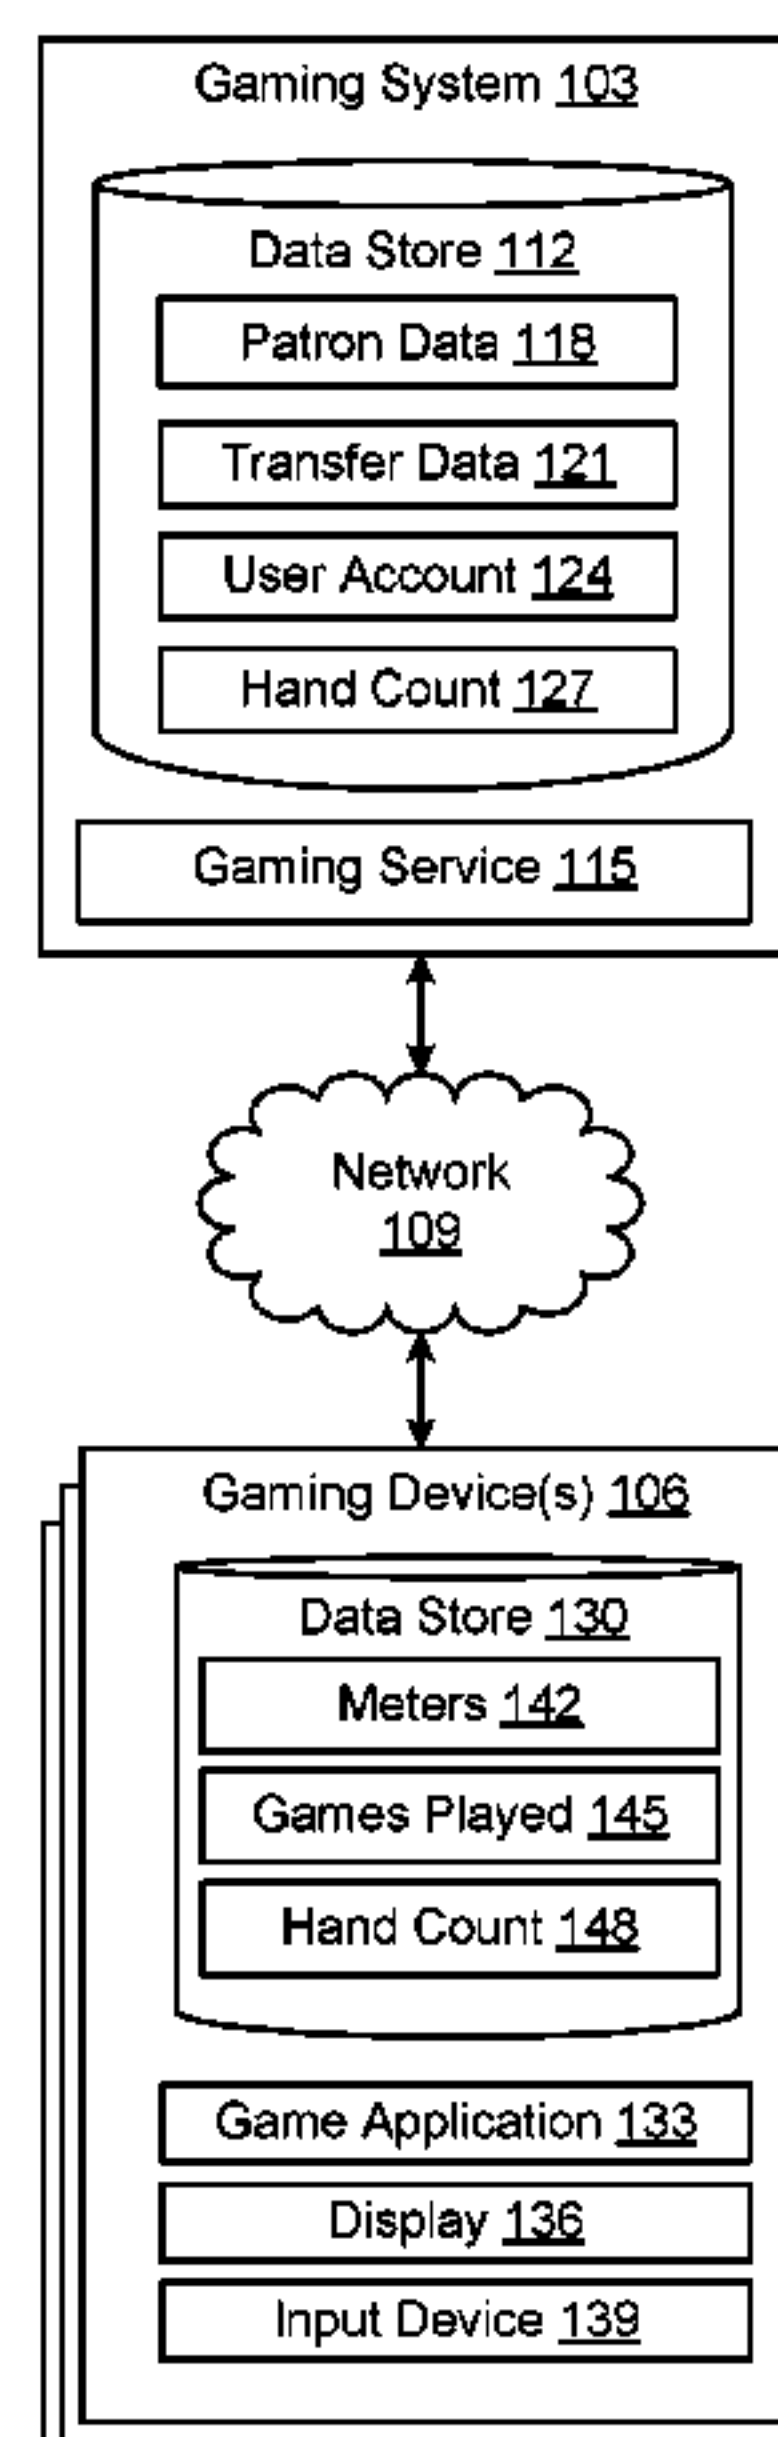 Gaming System 103
Data Store 112
Patron Data 118
Transfer Data 121
User Account 124
Hand Count 127
Gaming Service 115
Network
109
Gaming Device(s) 106
Data Store 130
Meters 142
Games Played 145
Hand Count 148
Game Application 133
Display 136
Input Device 139